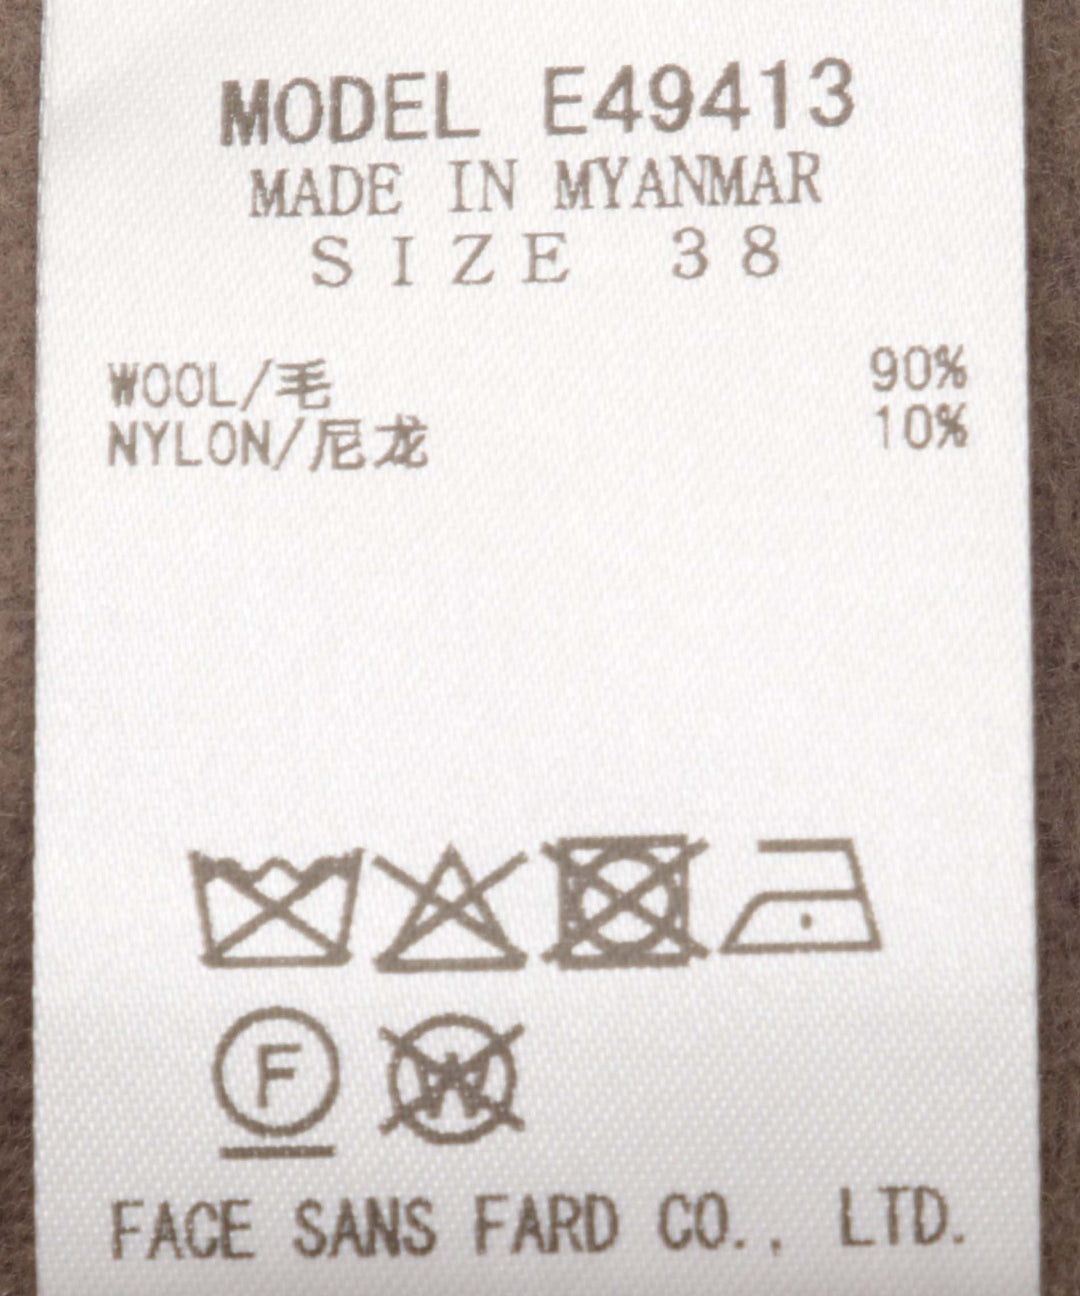 MODEL E49413
MADE IN MYANMAR
SIZE 38
WOOL/毛 90%
NYLON/尼龙 10%
F
W
FACE SANS FARD CO., LTD.